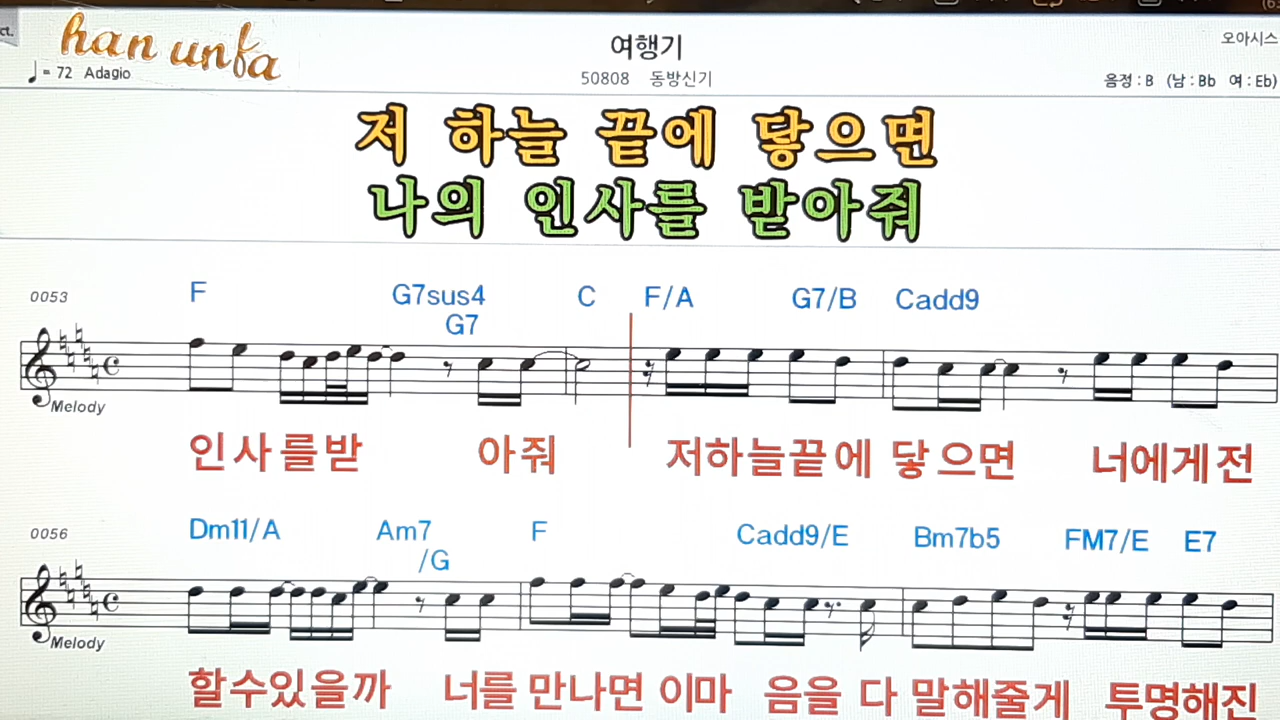 ct.
han unfa
여행기
오아시스
♩= 72 Adagio
50808 동방신기
음정 : B (남 : Bb 여 : Eb)
저 하늘 끝에 닿으면
나의 인사를 받아줘
0053
F G7sus4 C F/A G7/B Cadd9
G7
Melody
인사를받 아줘 저하늘끝에 닿으면 너에게전
0056
Dm11/A Am7 F Cadd9/E Bm7b5 FM7/E E7
/G
Melody
할수있을까 너를 만나면 이마 음을 다 말해줄게 투명해진